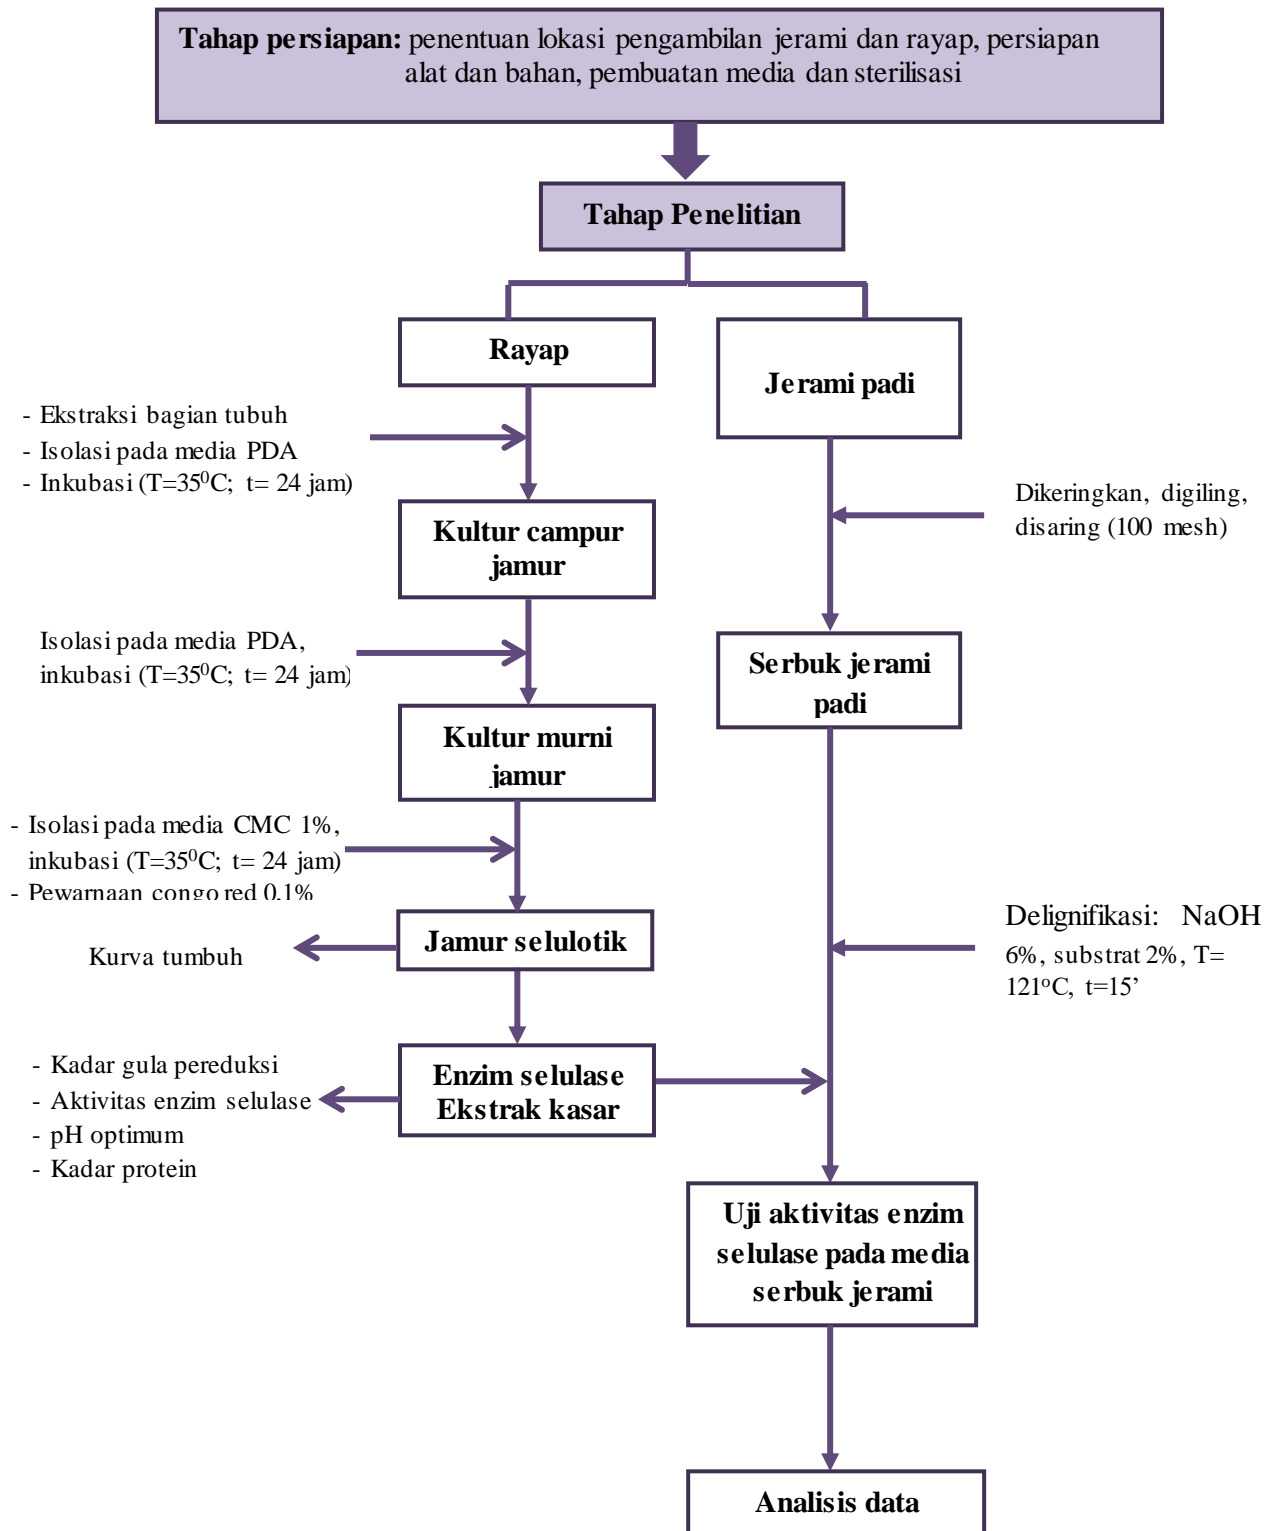 Tahap persiapan: penentuan lokasi pengambilan jerami dan rayap, persiapan
alat dan bahan, pembuatan media dan sterilisasi
Tahap Penelitian
Rayap
Jerami padi
- Ekstraksi bagian tubuh
- Isolasi pada media PDA
- Inkubasi (T=35⁰C; t= 24 jam)
Dikeringkan, digiling,
disaring (100 mesh)
Kultur campur
jamur
Isolasi pada media PDA,
inkubasi (T=35⁰C; t= 24 jam)
Serbuk jerami
padi
Kultur murni
jamur
- Isolasi pada media CMC 1%,
inkubasi (T=35⁰C; t= 24 jam)
- Pewarnaan congo red 0,1%
Jamur selulotik
Kurva tumbuh
Delignifikasi: NaOH
6%, substrat 2%, T=
121ᵒC, t=15’
Enzim selulase
Ekstrak kasar
- Kadar gula pereduksi
- Aktivitas enzim selulase
- pH optimum
- Kadar protein
Uji aktivitas enzim
selulase pada media
serbuk jerami
Analisis data